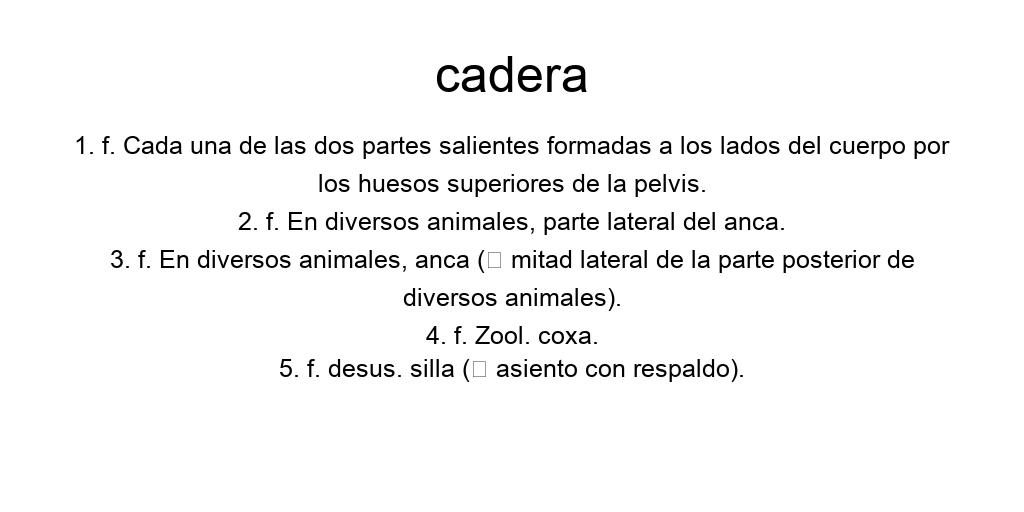 cadera
1. f. Cada una de las dos partes salientes formadas a los lados del cuerpo por
los huesos superiores de la pelvis.
2. f. En diversos animales, parte lateral del anca.
3. f. En diversos animales, anca (□ mitad lateral de la parte posterior de
diversos animales).
4. f. Zool. coxa.
5. f. desus. silla (□ asiento con respaldo).